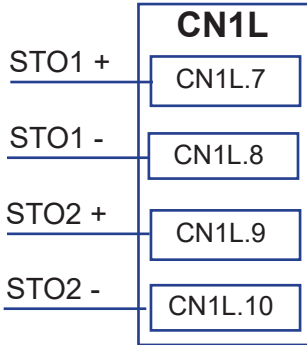 CN1L
STO1 +
CN1L.7
STO1 -
CN1L.8
STO2 +
CN1L.9
STO2 -
CN1L.10